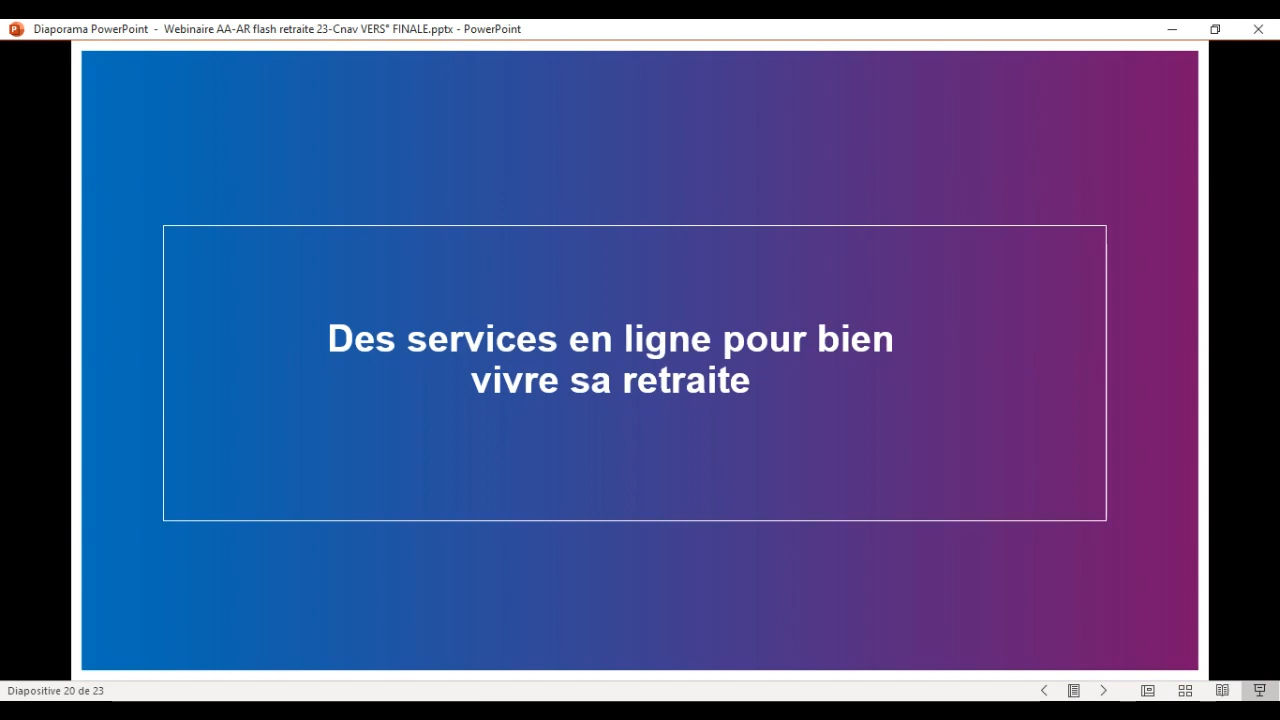 Diaporama PowerPoint - Webinaire AA-AR flash retraite 23-Cnav VERS° FINALE.pptx - PowerPoint
Des services en ligne pour bien
vivre sa retraite
Diapositive 20 de 23